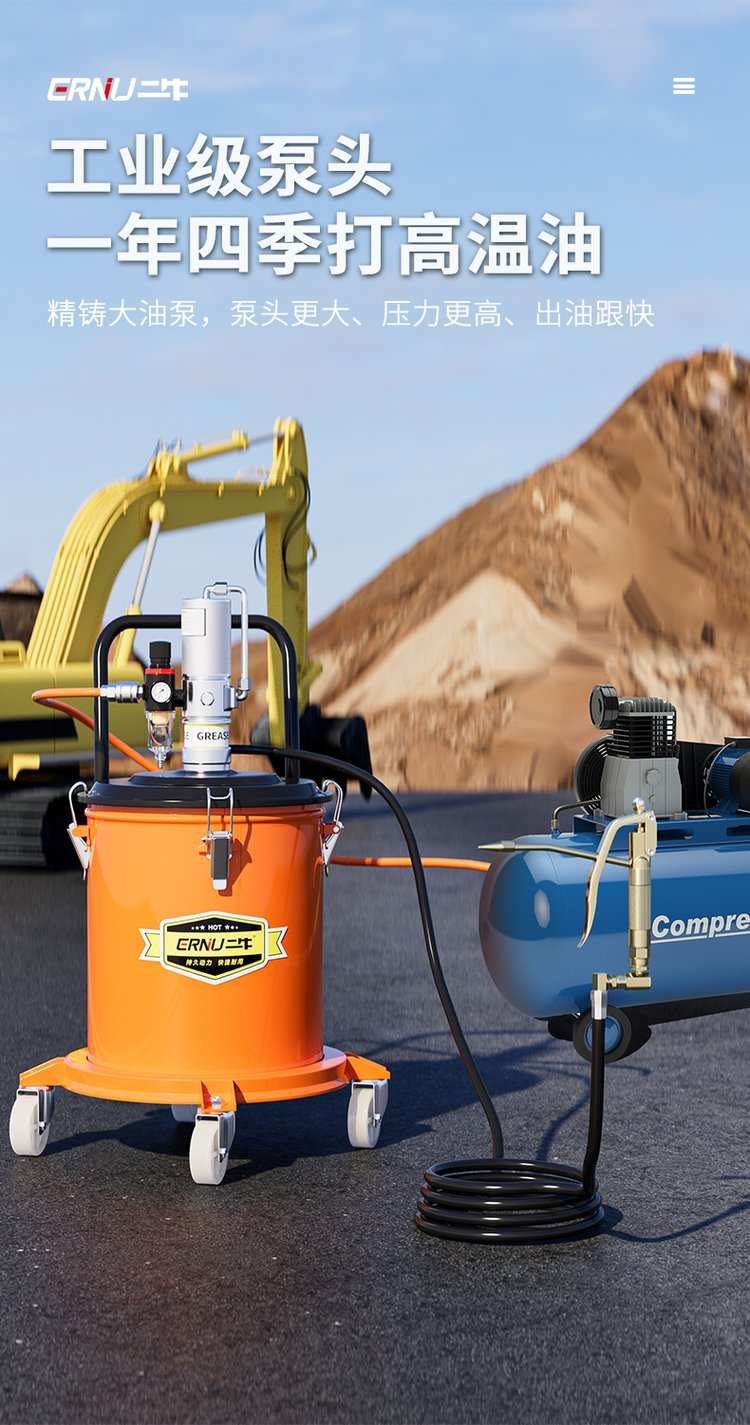 ERNiU二牛
工业级泵头
一年四季打高温油
精铸大油泵，泵头更大、压力更高、出油跟快
GREASE
HOT
ERNiU二牛
持久动力 快捷耐用
Compre